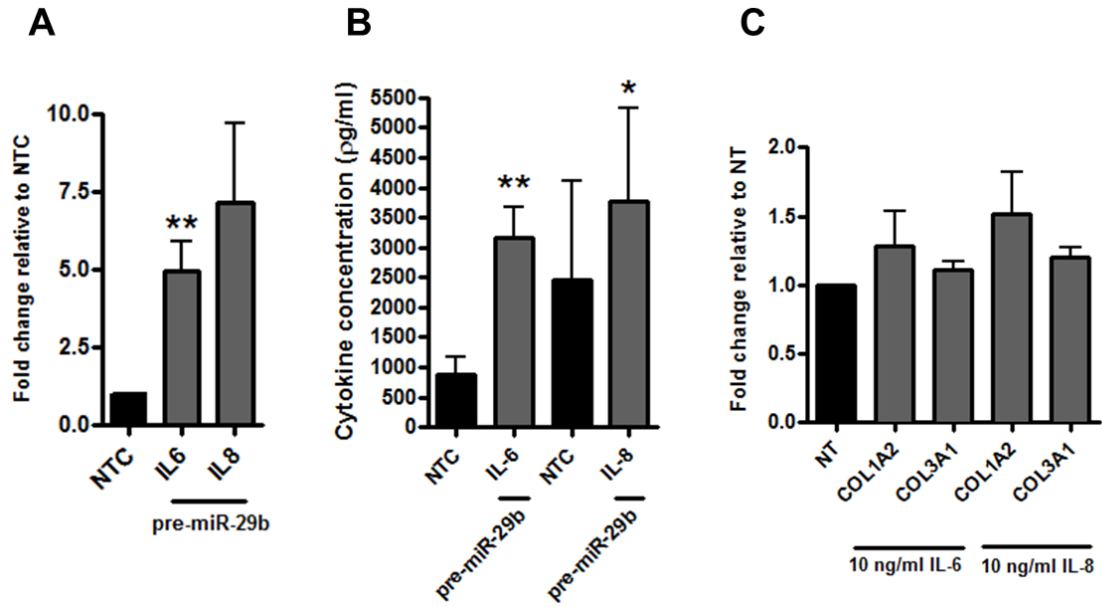 A
Fold change relative to NTC
10.0
7.5
5.0
2.5
0.0
**
NTC
IL6
IL8
pre-miR-29b
B
Cytokine concentration (ρg/ml)
5500
5000
4500
4000
3500
3000
2500
2000
1500
1000
500
0
**
*
NTC
IL-6
NTC
IL-8
pre-miR-29b
pre-miR-29b
C
Fold change relative to NT
2.0
1.5
1.0
0.5
0.0
NT
COL1A2
COL3A1
COL1A2
COL3A1
10 ng/ml IL-6
10 ng/ml IL-8